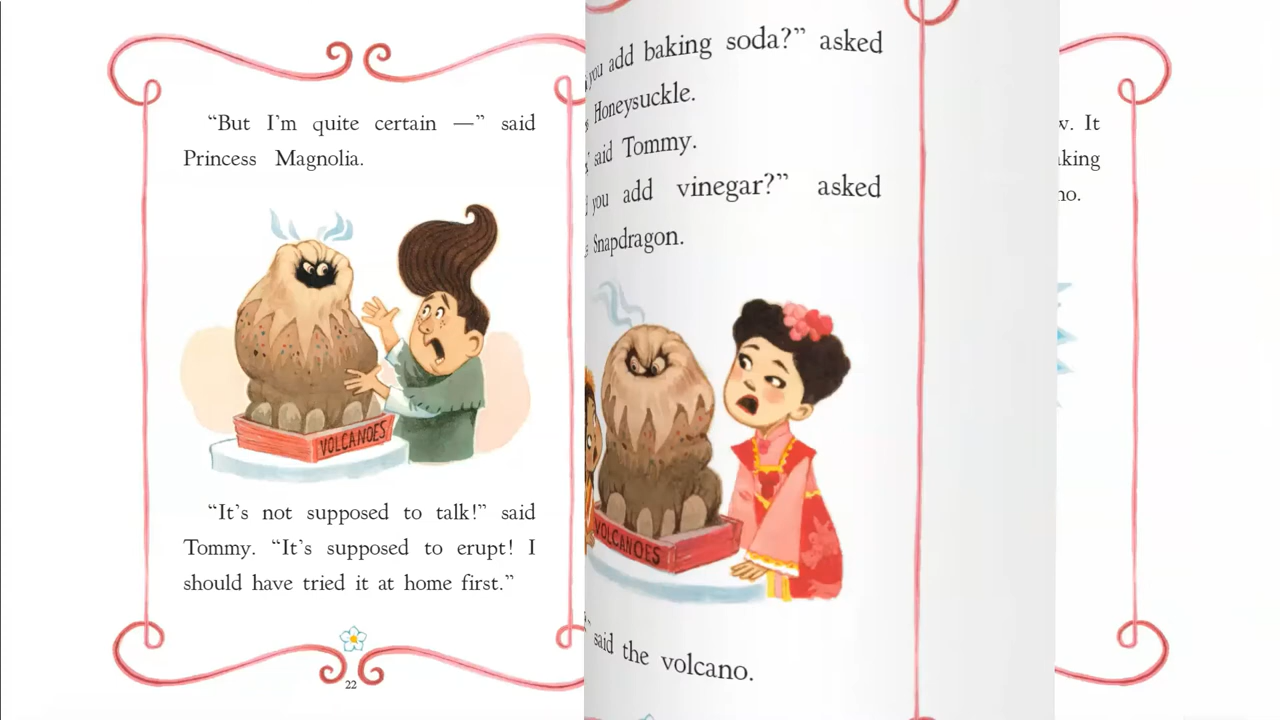 “But I’m quite certain —” said
Princess Magnolia.
VOLCANOES
“It’s not supposed to talk!” said
Tommy. “It’s supposed to erupt! I
should have tried it at home first.”
22
you add baking soda?” asked
Honeysuckle.
said Tommy.
you add vinegar?” asked
Snapdragon.
VOLCANOES
said the volcano.
It